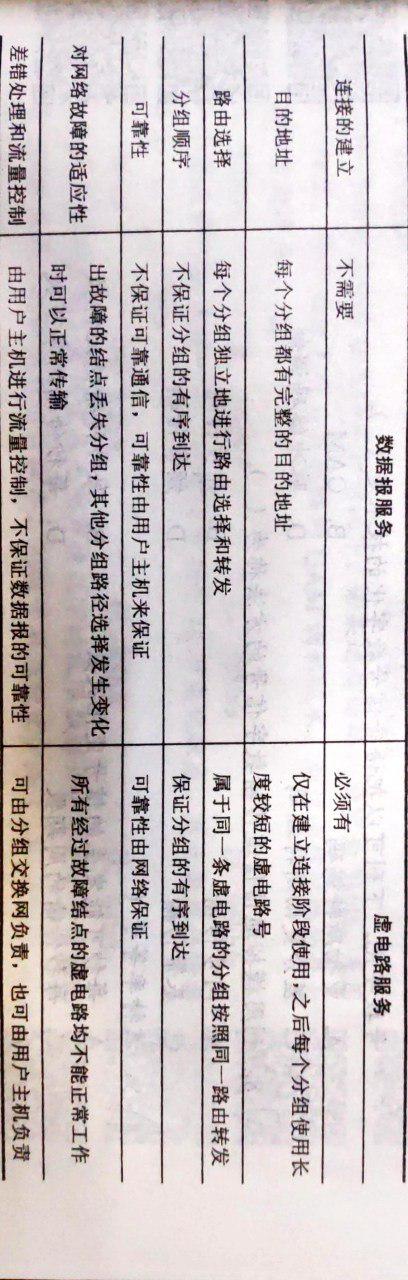 数据报服务 虚电路服务
连接的建立 不需要 必须有
目的地址 每个分组都有完整的目的地址 仅在建立连接阶段使用,之后每个分组使用长
度较短的虚电路号
路由选择 每个分组独立地进行路由选择和转发 属于同一条虚电路的分组按照同一路由转发
分组顺序 不保证分组的有序到达 保证分组的有序到达
可靠性 不保证可靠通信，可靠性由用户主机来保证 可靠性由网络保证
对网络故障的适应性 出故障的结点丢失分组，其他分组路径选择发生变化
时可以正常传输 所有经过故障结点的虚电路均不能正常工作
差错处理和流量控制 由用户主机进行流量控制，不保证数据报的可靠性 可由分组交换网负责，也可由用户主机负责